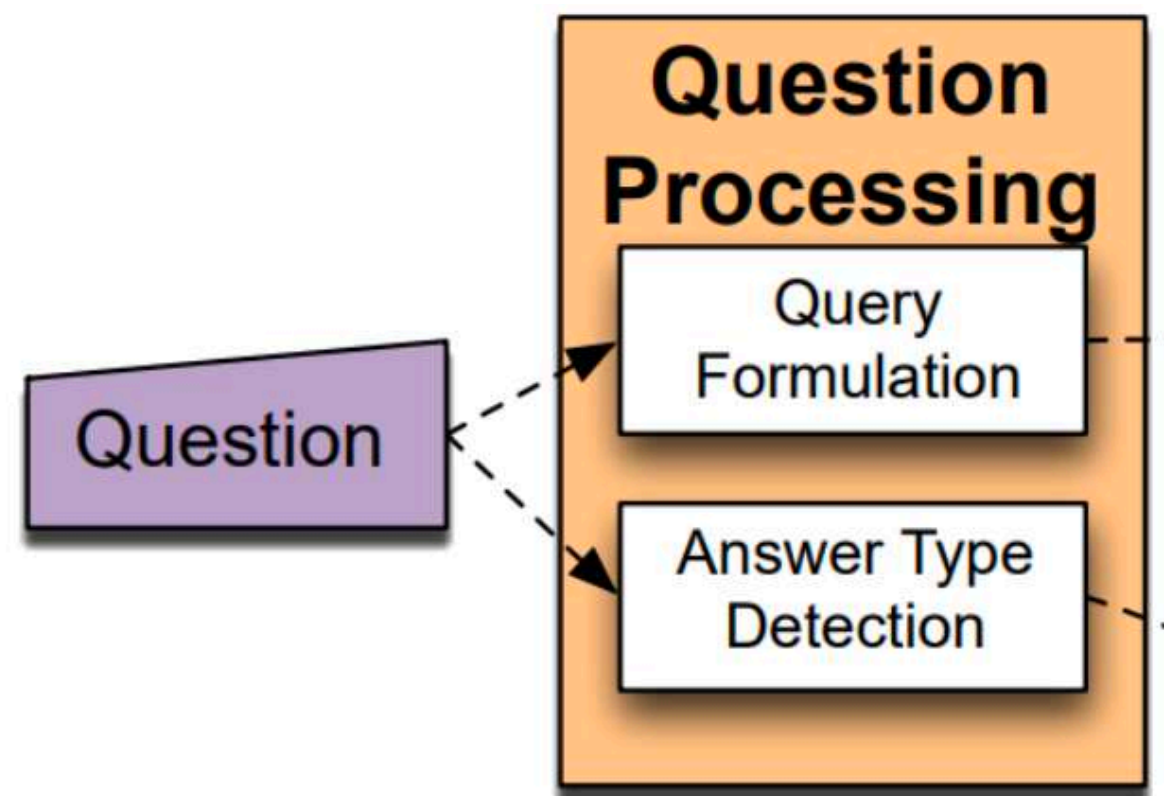 Question
Processing
Query
Formulation
Question
Answer Type
Detection